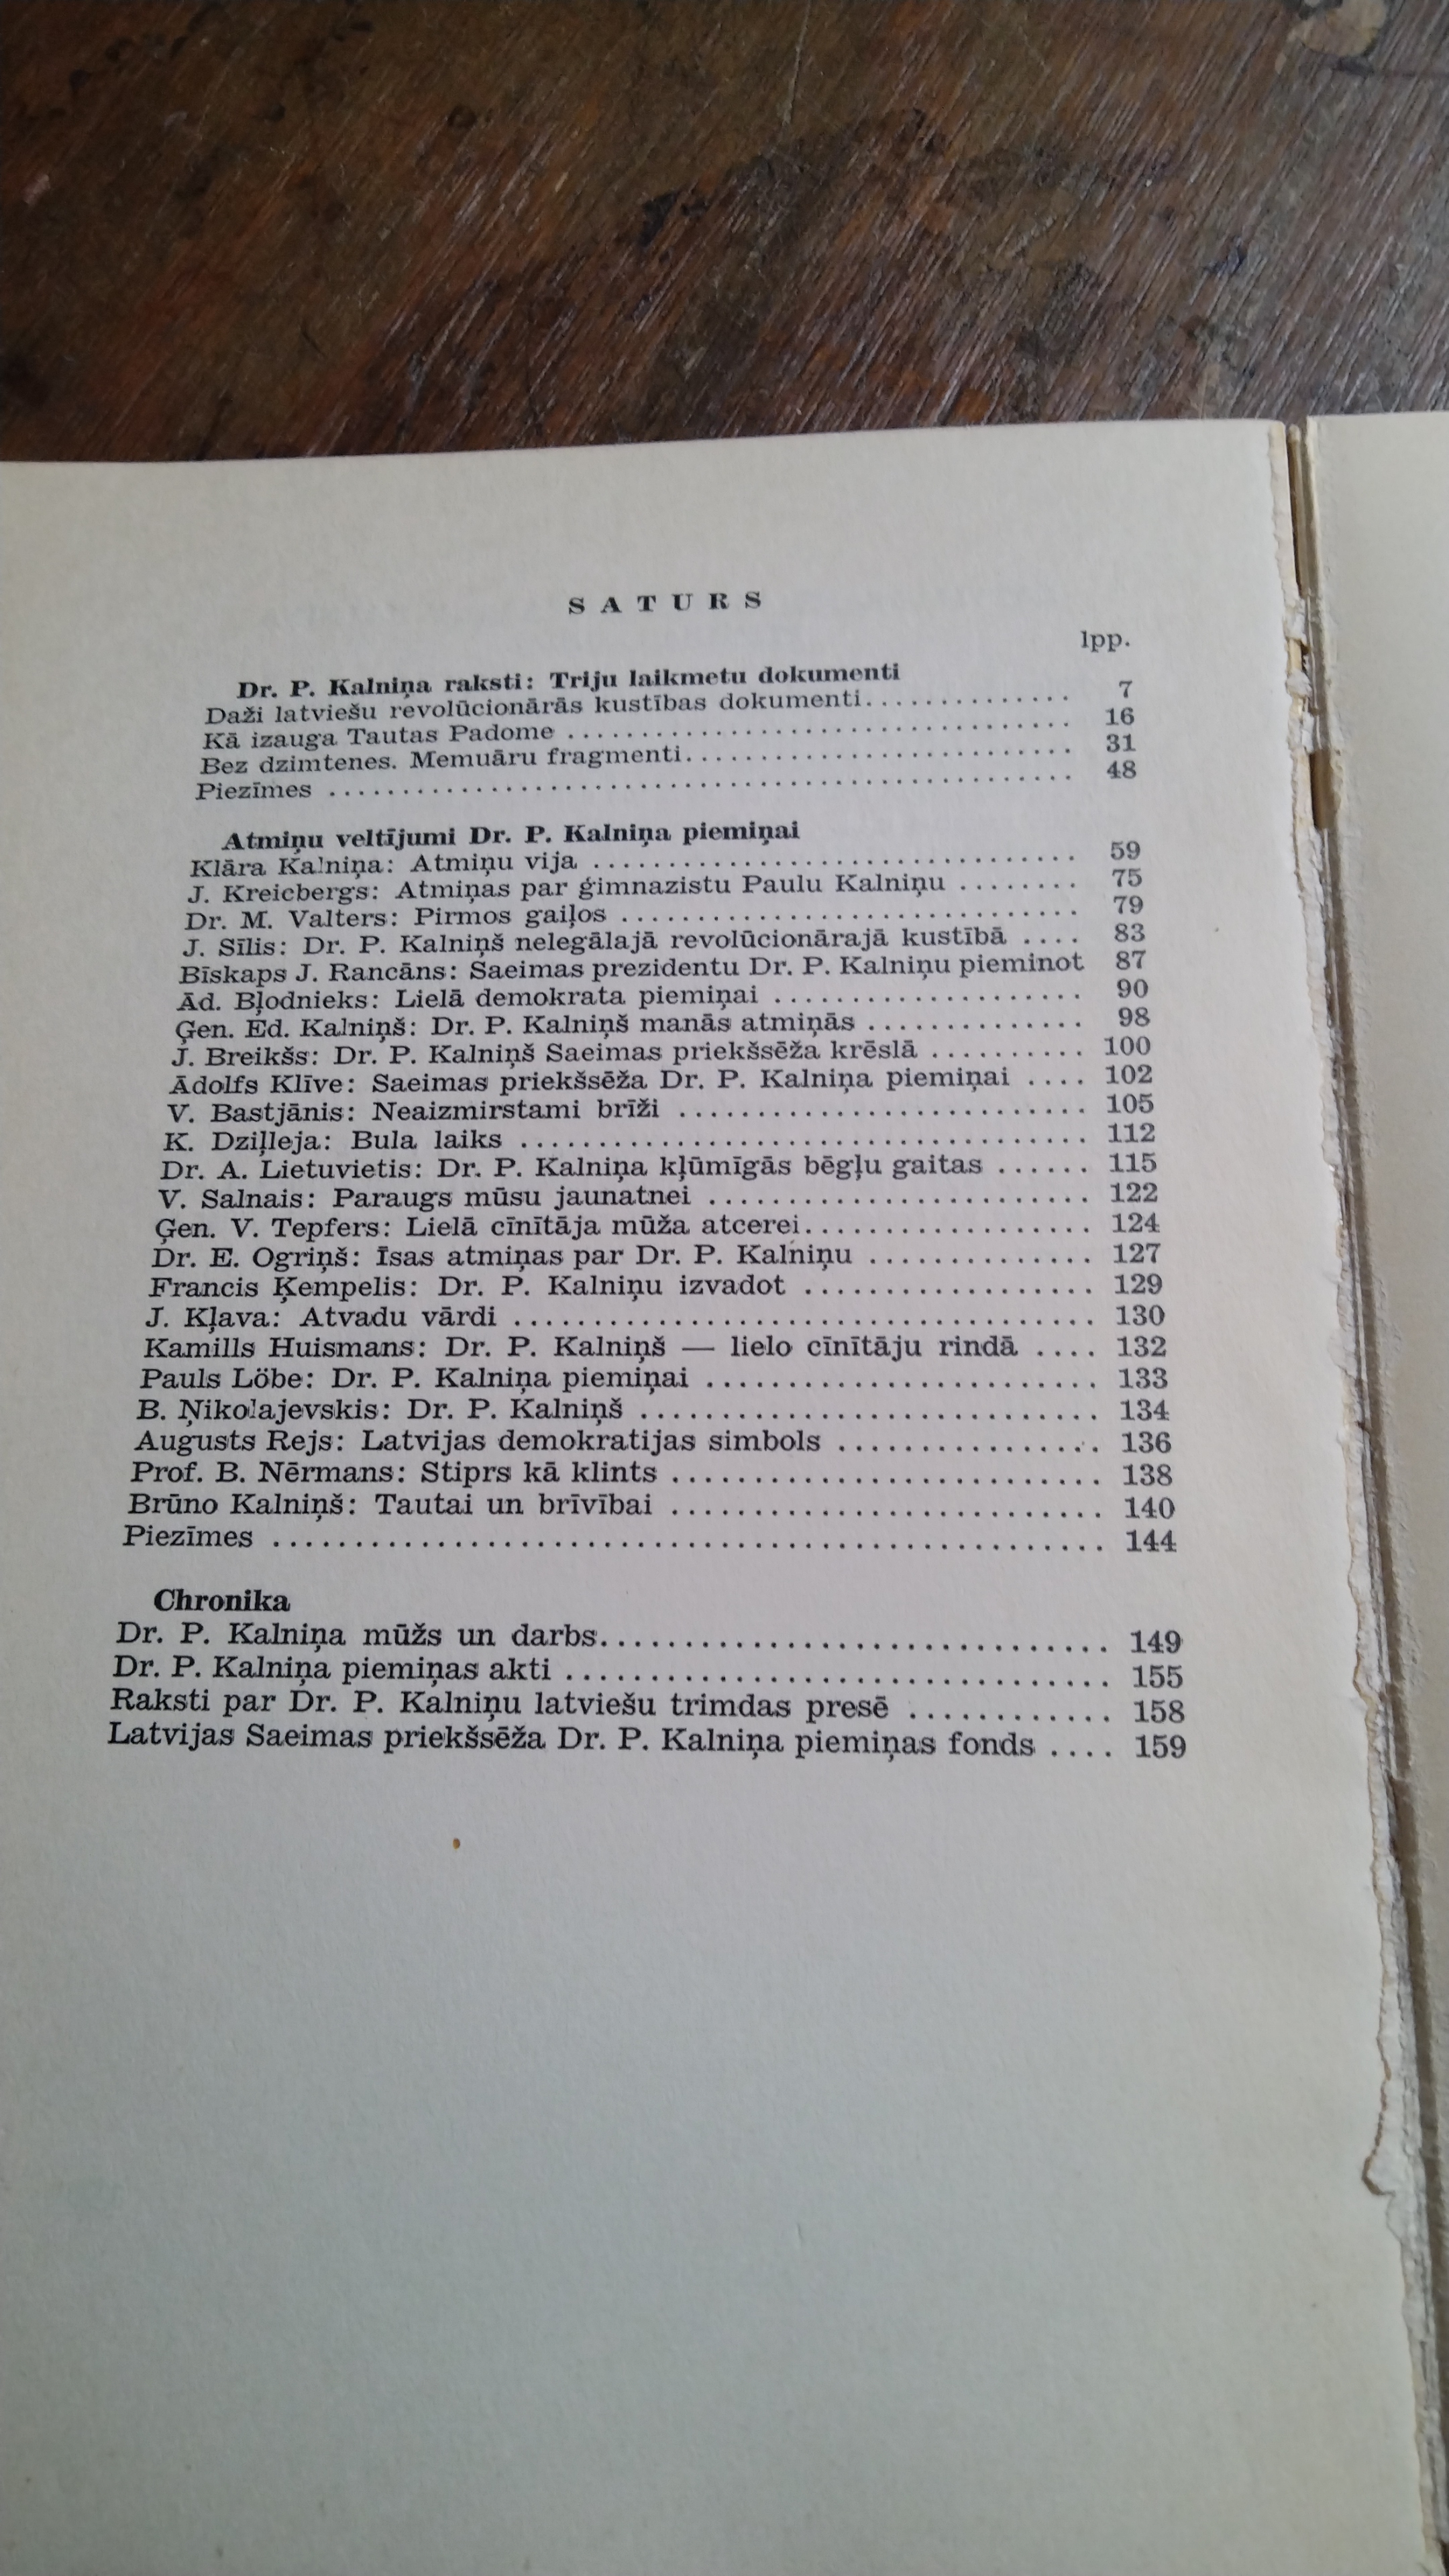 SATURS
lpp.
Dr. P. Kalniņa raksti: Triju laikmetu dokumenti
Daži latviešu revolūcionārās kustības dokumenti.............. 7
Kā izauga Tautas Padome .................................. 16
Bez dzimtenes. Memuāru fragmenti.......................... 31
Piezīmes .................................................. 48
Atmiņu veltījumi Dr. P. Kalniņa piemiņai
Klāra Kalniņa: Atmiņu vija ................................ 59
J. Kreicbergs: Atmiņas par ģimnazistu Paulu Kalniņu ........ 75
Dr. M. Valters: Pirmos gaiļos .............................. 79
J. Sīlis: Dr. P. Kalniņš nelegālajā revolūcionārajā kustībā .... 83
Bīskaps J. Rancāns: Saeimas prezidentu Dr. P. Kalniņu pieminot 87
Ād. Bļodnieks: Lielā demokrata piemiņai .................... 90
Ģen. Ed. Kalniņš: Dr. P. Kalniņš manās atmiņās .............. 98
J. Breikšs: Dr. P. Kalniņš Saeimas priekšsēža krēslā .......... 100
Ādolfs Klīve: Saeimas priekšsēža Dr. P. Kalniņa piemiņai .... 102
V. Bastjānis: Neaizmirstami brīži .......................... 105
K. Dziļleja: Bula laiks .................................... 112
Dr. A. Lietuvietis: Dr. P. Kalniņa kļūmīgās bēgļu gaitas ...... 115
V. Salnais: Paraugs mūsu jaunatnei ........................ 122
Ģen. V. Tepfers: Lielā cīnītāja mūža atcerei.................. 124
Dr. E. Ogriņš: Īsas atmiņas par Dr. P. Kalniņu .............. 127
Francis Ķempelis: Dr. P. Kalniņu izvadot .................. 129
J. Kļava: Atvadu vārdi .................................... 130
Kamills Huismans: Dr. P. Kalniņš — lielo cīnītāju rindā .... 132
Pauls Löbe: Dr. P. Kalniņa piemiņai ........................ 133
B. Ņikolajevskis: Dr. P. Kalniņš ............................ 134
Augusts Rejs: Latvijas demokratijas simbols ................ 136
Prof. B. Nērmans: Stiprs kā klints .......................... 138
Brūno Kalniņš: Tautai un brīvībai .......................... 140
Piezīmes .................................................. 144
Chronika
Dr. P. Kalniņa mūžs un darbs.............................. 149
Dr. P. Kalniņa piemiņas akti ................................ 155
Raksti par Dr. P. Kalniņu latviešu trimdas presē ............ 158
Latvijas Saeimas priekšsēža Dr. P. Kalniņa piemiņas fonds .... 159